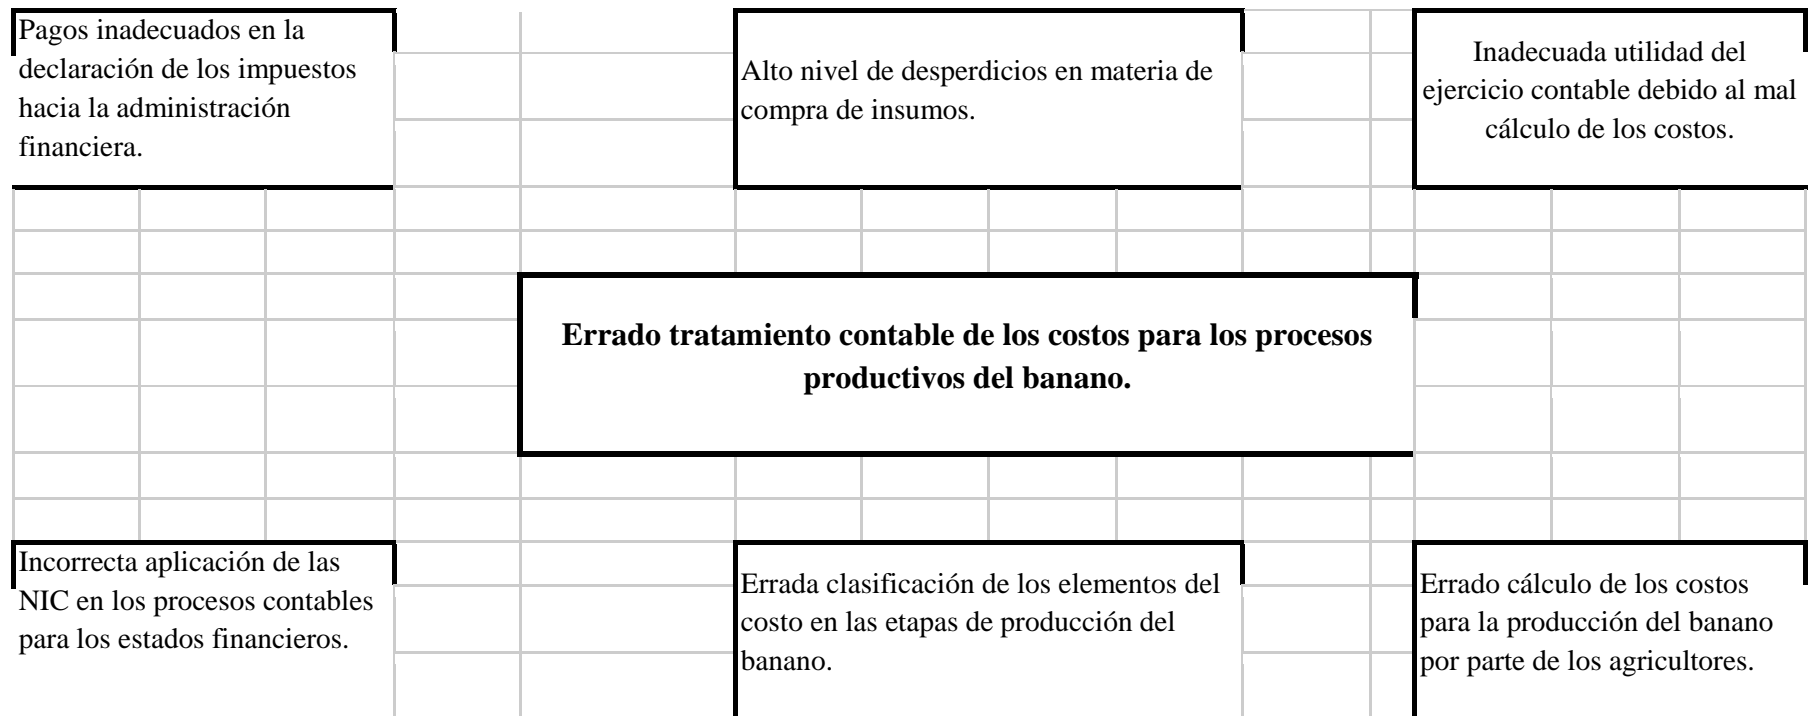 Pagos inadecuados en la
declaración de los impuestos
hacia la administración
financiera.
Alto nivel de desperdicios en materia de
compra de insumos.
Inadecuada utilidad del
ejercicio contable debido al mal
cálculo de los costos.
Errado tratamiento contable de los costos para los procesos
productivos del banano.
Incorrecta aplicación de las
NIC en los procesos contables
para los estados financieros.
Errada clasificación de los elementos del
costo en las etapas de producción del
banano.
Errado cálculo de los costos
para la producción del banano
por parte de los agricultores.